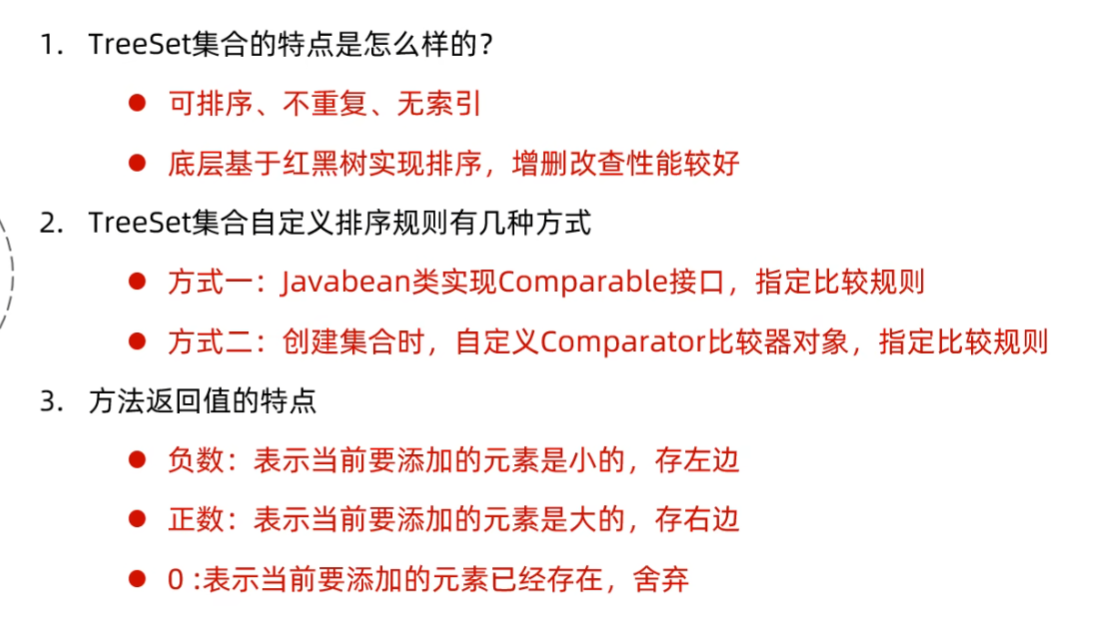 1. TreeSet集合的特点是怎么样的?
● 可排序、不重复、无索引
● 底层基于红黑树实现排序，增删改查性能较好
2. TreeSet集合自定义排序规则有几种方式
● 方式一：Javabean类实现Comparable接口，指定比较规则
● 方式二：创建集合时，自定义Comparator比较器对象，指定比较规则
3. 方法返回值的特点
● 负数：表示当前要添加的元素是小的，存左边
● 正数：表示当前要添加的元素是大的，存右边
● 0 :表示当前要添加的元素已经存在，舍弃